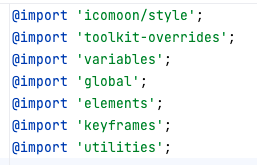 @import 'icomoon/style';
@import 'toolkit-overrides';
@import 'variables';
@import 'global';
@import 'elements';
@import 'keyframes';
@import 'utilities';